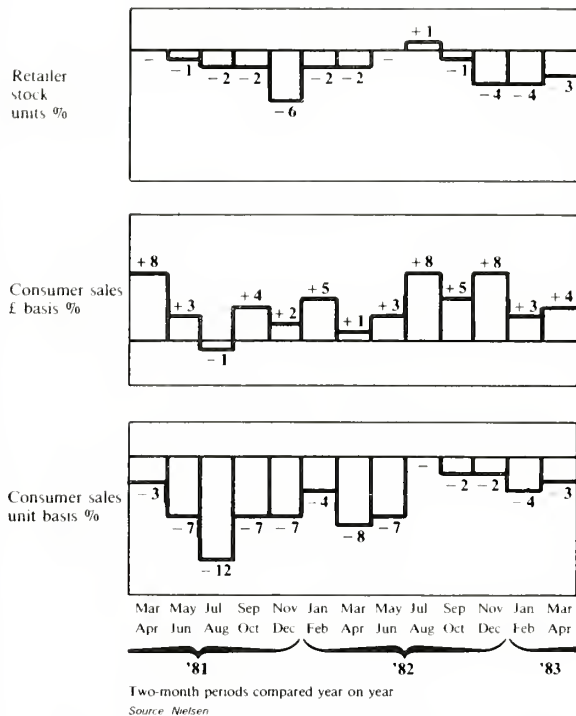 + 1
– – 1 – 2 – 2 – 6 – 2 – 2 – – 1 – 4 – 4 3
Retailer
stock
units %
+ 8 + 3 – 1 + 4 + 2 + 5 + 1 + 3 + 8 + 5 + 8 + 3 + 4
Consumer sales
£ basis %
– 3 – 7 – 12 – 7 – 7 – 4 – 8 – 7 – – 2 – 2 – 4 3
Consumer sales
unit basis %
Mar May Jul Sep Nov Jan Mar May Jul Sep Nov Jan Mar
Apr Jun Aug Oct Dec Feb Apr Jun Aug Oct Dec Feb Apr
'81 '82 '83
Two-month periods compared year on year
Source Nielsen